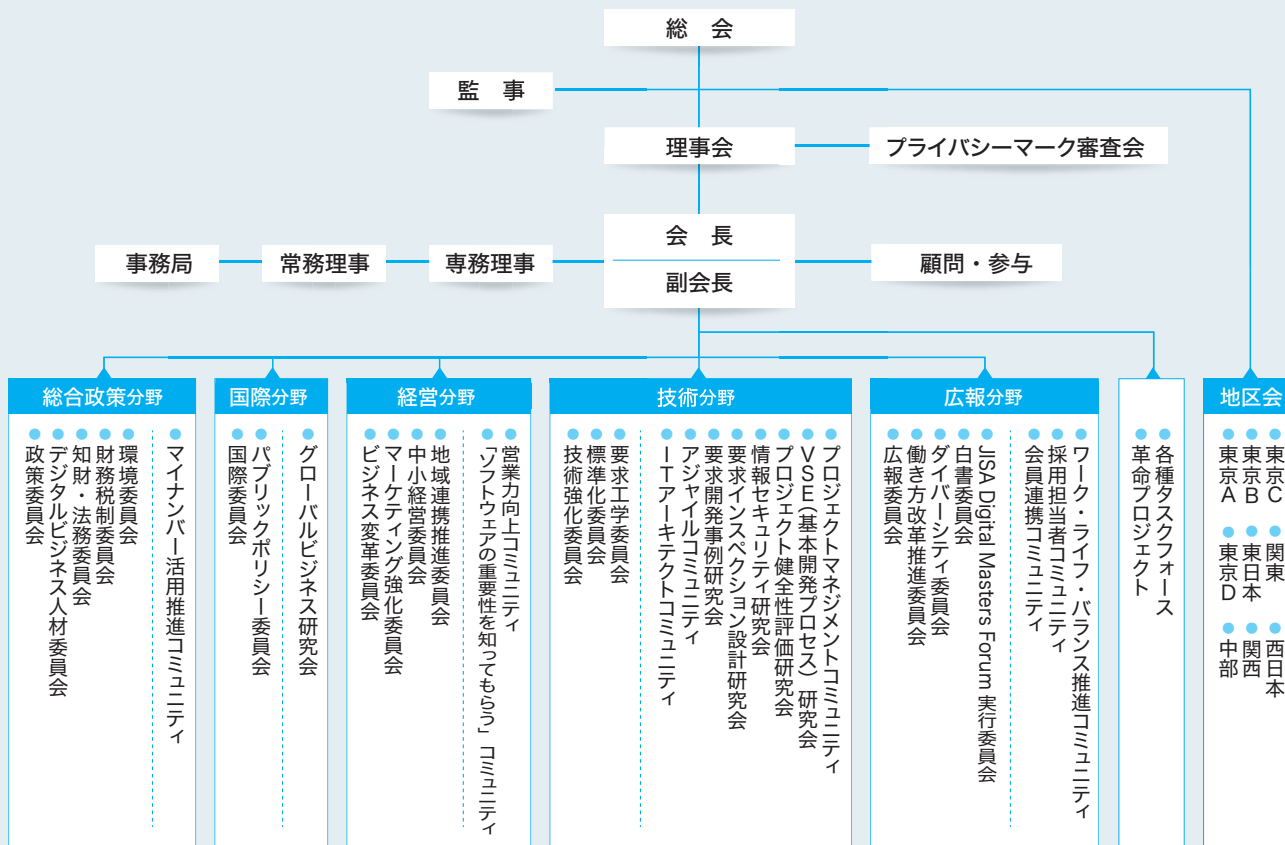 総　会
監　事
理事会
プライバシーマーク審査会
会　長
副会長
事務局
常務理事
専務理事
顧問・参与
総合政策分野
政策委員会
デジタルビジネス人材委員会
知財・法務委員会
財務税制委員会
環境委員会
マイナンバー活用推進コミュニティ
国際分野
国際委員会
パブリックポリシー委員会
グローバルビジネス研究会
経営分野
ビジネス変革委員会
マーケティング強化委員会
中小経営委員会
地域連携推進委員会
「ソフトウェアの重要性を知ってもらう」コミュニティ
営業力向上コミュニティ
技術分野
技術強化委員会
標準化委員会
要求工学委員会
ITアーキテクトコミュニティ
アジャイルコミュニティ
要求開発事例研究会
要求インスペクション設計研究会
情報セキュリティ研究会
プロジェクト健全性評価研究会
VSE(基本開発プロセス)研究会
プロジェクトマネジメントコミュニティ
広報分野
広報委員会
働き方改革推進委員会
ダイバーシティ委員会
白書委員会
JISA Digital Masters Forum 実行委員会
会員連携コミュニティ
採用担当者コミュニティ
ワーク・ライフ・バランス推進コミュニティ
革命プロジェクト
各種タスクフォース
地区会
東京A
東京B
東京C
東京D
東日本
関東
中部
関西
西日本